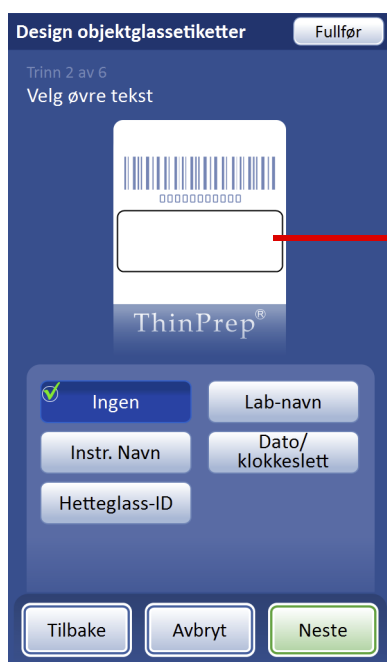 Design objektglassetiketter
Fullfør
Trinn 2 av 6
Velg øvre tekst
00000000000
ThinPrep®
Ingen
Lab-navn
Instr. Navn
Dato/
klokkeslett
Hetteglass-ID
Tilbake
Avbryt
Neste